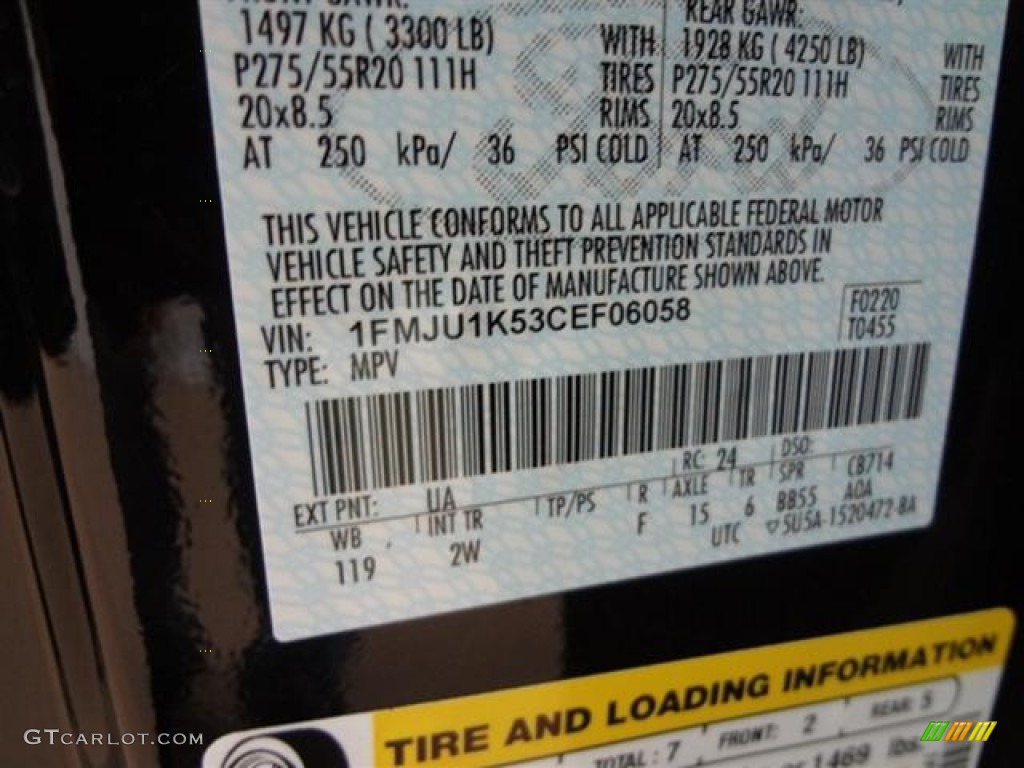 REAR GAWR:
1497 KG ( 3300 LB) WITH 1928 KG ( 4250 LB) WITH
P275/55R20 111H TIRES P275/55R20 111H TIRES
20x8.5 RIMS 20x8.5 RIMS
AT 250 kPa/ 36 PSI COLD AT 250 kPa/ 36 PSI COLD
THIS VEHICLE CONFORMS TO ALL APPLICABLE FEDERAL MOTOR
VEHICLE SAFETY AND THEFT PREVENTION STANDARDS IN
EFFECT ON THE DATE OF MANUFACTURE SHOWN ABOVE.
VIN: 1FMJU1K53CEF06058 F0220
TYPE: MPV T0455
EXT PNT: UA RC: 24 DSO:
WB INT TR TP/PS R AXLE TR SPR C8714
119 2W F 15 6 BB55 AOA
UTC ▽5U5A-1520472-BA
TIRE AND LOADING INFORMATION
TOTAL : 7 FRONT: 2 REAR: 5
1469 lbs.
GTCARLOT.COM